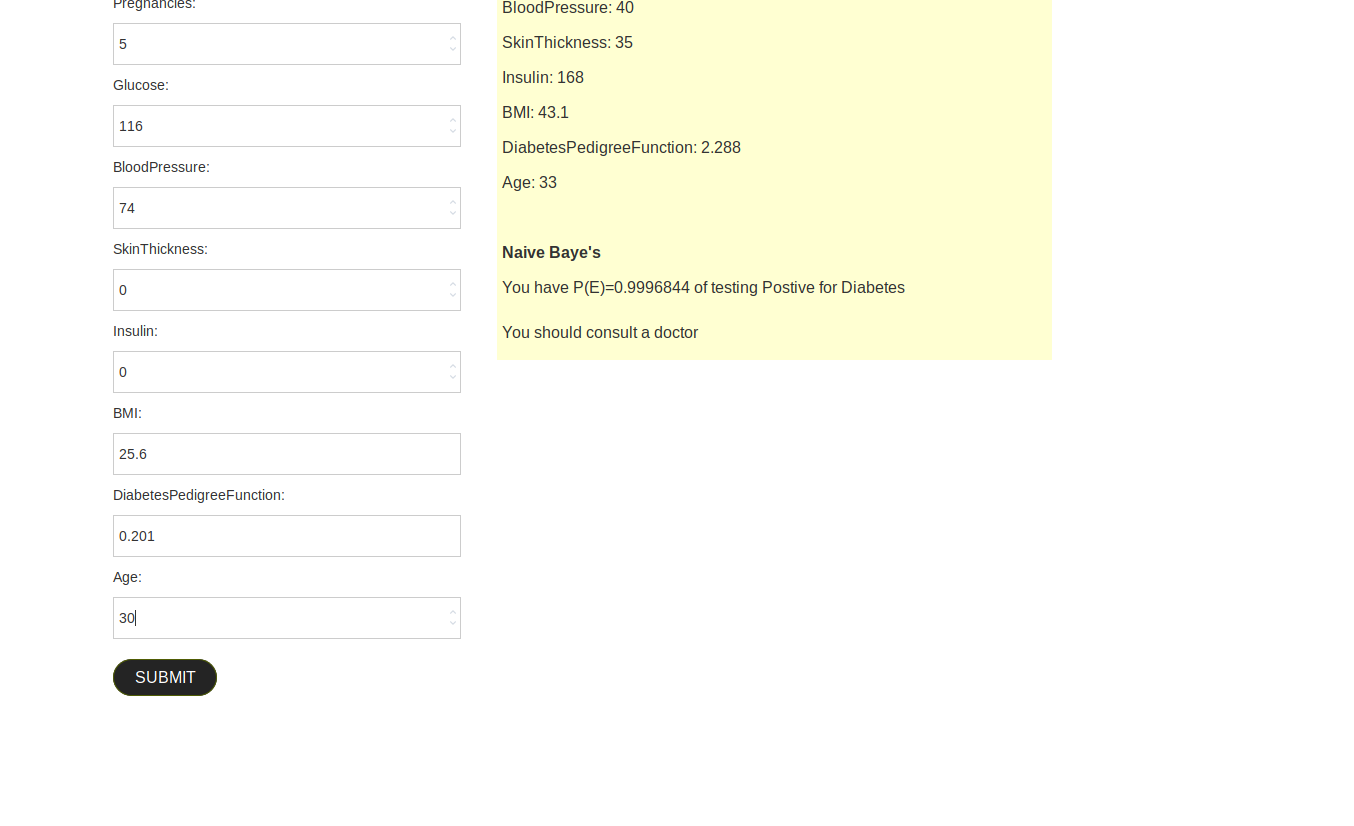 Pregnancies:
5
Glucose:
116
BloodPressure:
74
SkinThickness:
0
Insulin:
0
BMI:
25.6
DiabetesPedigreeFunction:
0.201
Age:
30
SUBMIT
BloodPressure: 40
SkinThickness: 35
Insulin: 168
BMI: 43.1
DiabetesPedigreeFunction: 2.288
Age: 33
Naive Baye's
You have P(E)=0.9996844 of testing Postive for Diabetes
You should consult a doctor